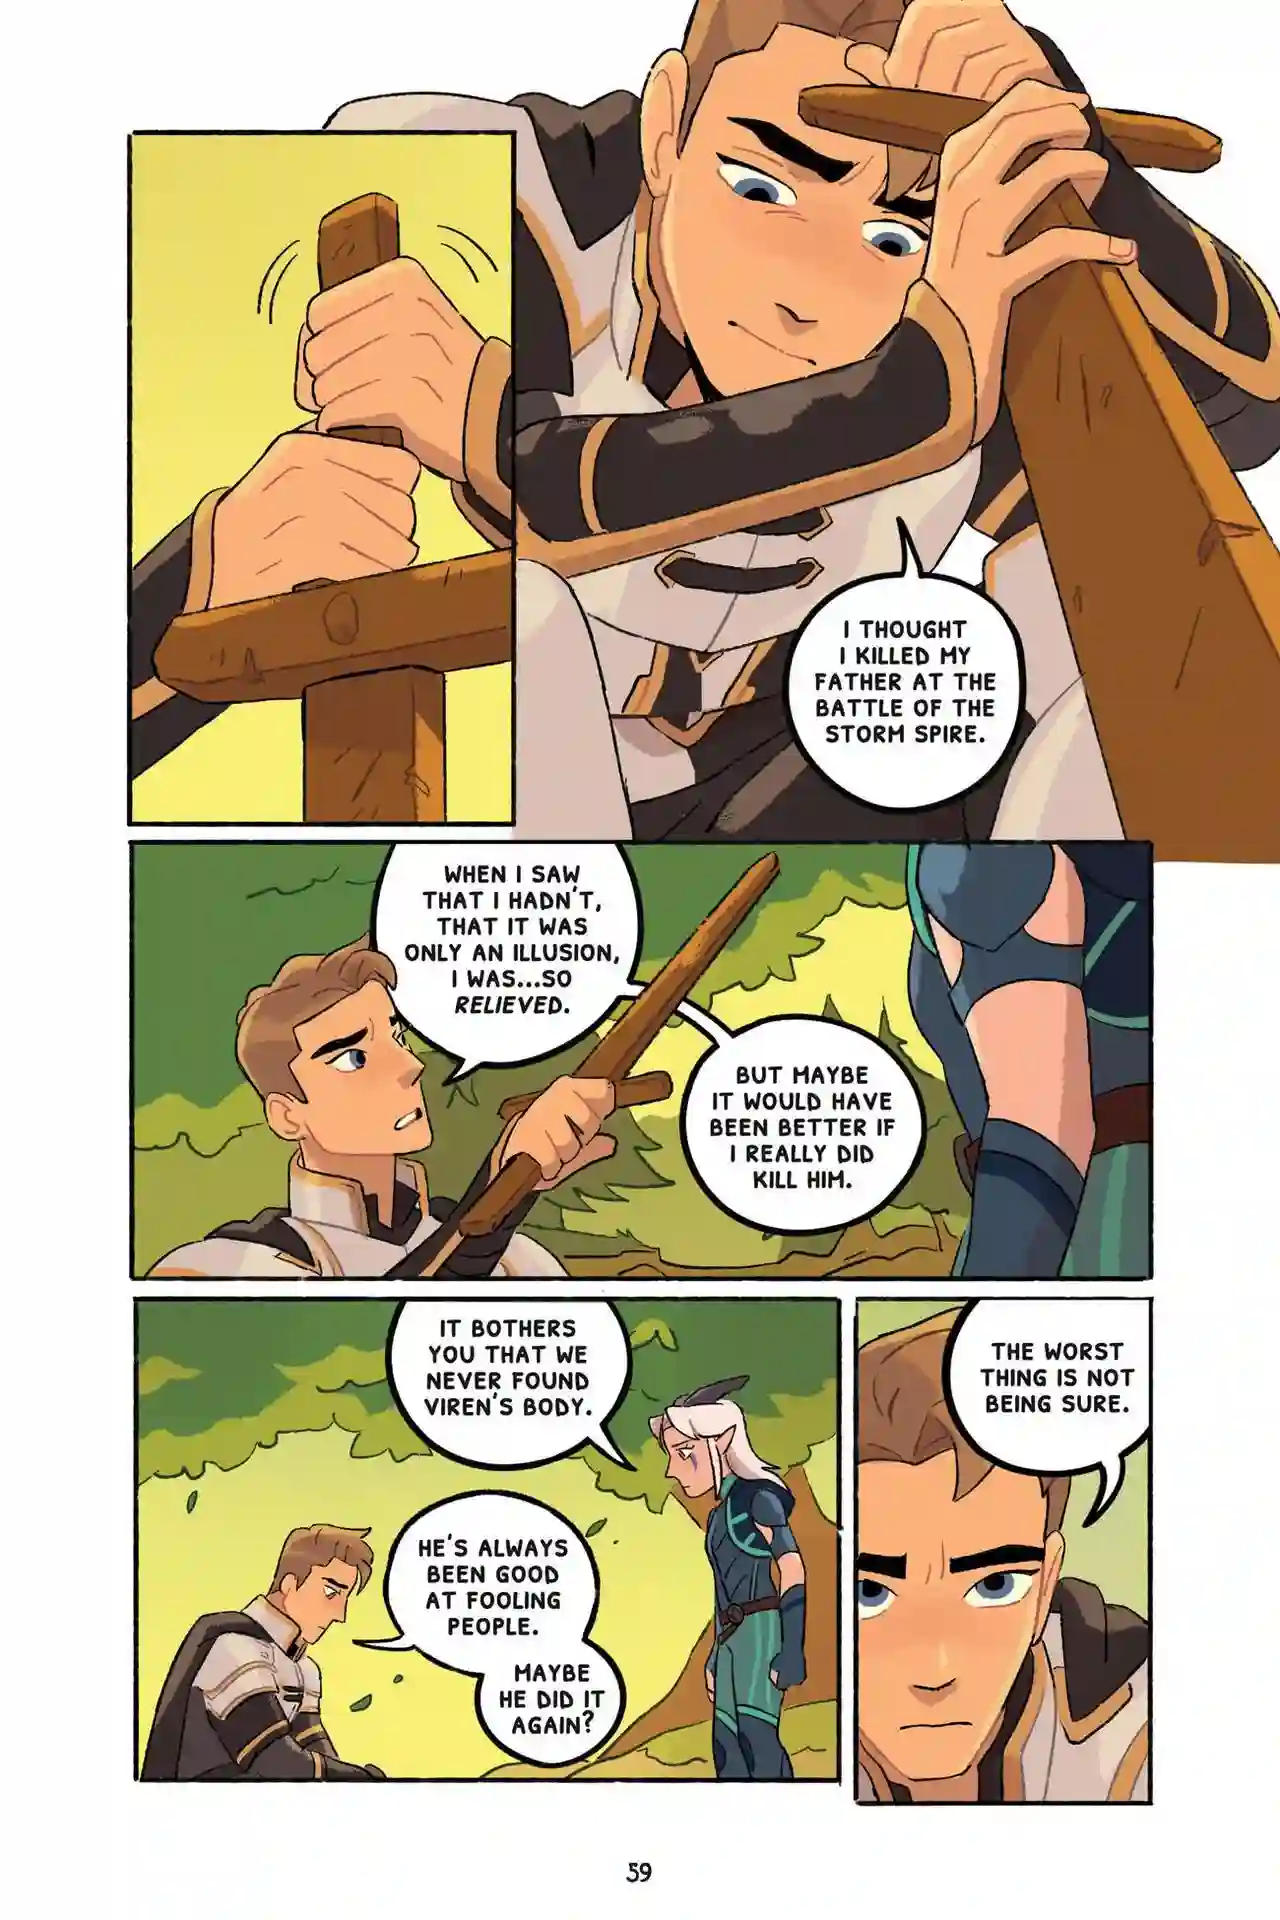 I THOUGHT
I KILLED MY
FATHER AT THE
BATTLE OF THE
STORM SPIRE.
WHEN I SAW
THAT I HADN'T,
THAT IT WAS
ONLY AN ILLUSION,
I WAS...SO
RELIEVED.
BUT MAYBE
IT WOULD HAVE
BEEN BETTER IF
I REALLY DID
KILL HIM.
IT BOTHERS
YOU THAT WE
NEVER FOUND
VIREN'S BODY.
HE'S ALWAYS
BEEN GOOD
AT FOOLING
PEOPLE.
MAYBE
HE DID IT
AGAIN?
THE WORST
THING IS NOT
BEING SURE.
59